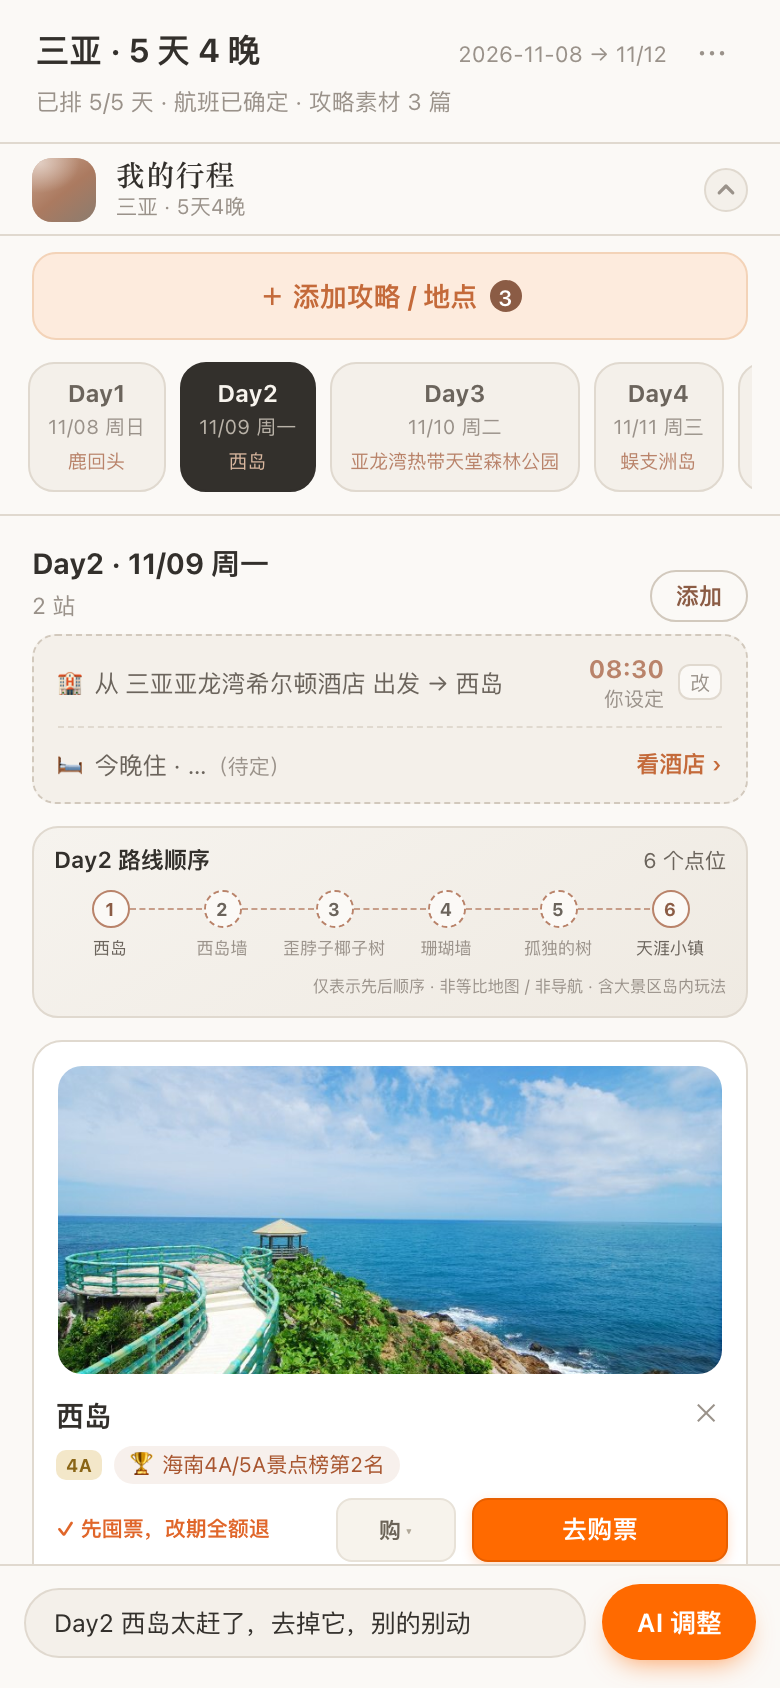 三亚 · 5 天 4 晚
2026-11-08 → 11/12
已排 5/5 天 · 航班已确定 · 攻略素材 3 篇
我的行程
三亚 · 5天4晚
+ 添加攻略 / 地点 3
Day1
11/08 周日
鹿回头
Day2
11/09 周一
西岛
Day3
11/10 周二
亚龙湾热带天堂森林公园
Day4
11/11 周三
蜈支洲岛
Day2 · 11/09 周一
2 站
添加
从 三亚亚龙湾希尔顿酒店 出发 → 西岛
08:30
你设定
改
今晚住 · ... (待定)
看酒店 ›
Day2 路线顺序
6 个点位
1 2 3 4 5 6
西岛 西岛墙 歪脖子椰子树 珊瑚墙 孤独的树 天涯小镇
仅表示先后顺序 · 非等比地图 / 非导航 · 含大景区岛内玩法
西岛
4A
海南4A/5A景点榜第2名
先囤票，改期全额退
购
去购票
Day2 西岛太赶了，去掉它，别的别动
AI 调整